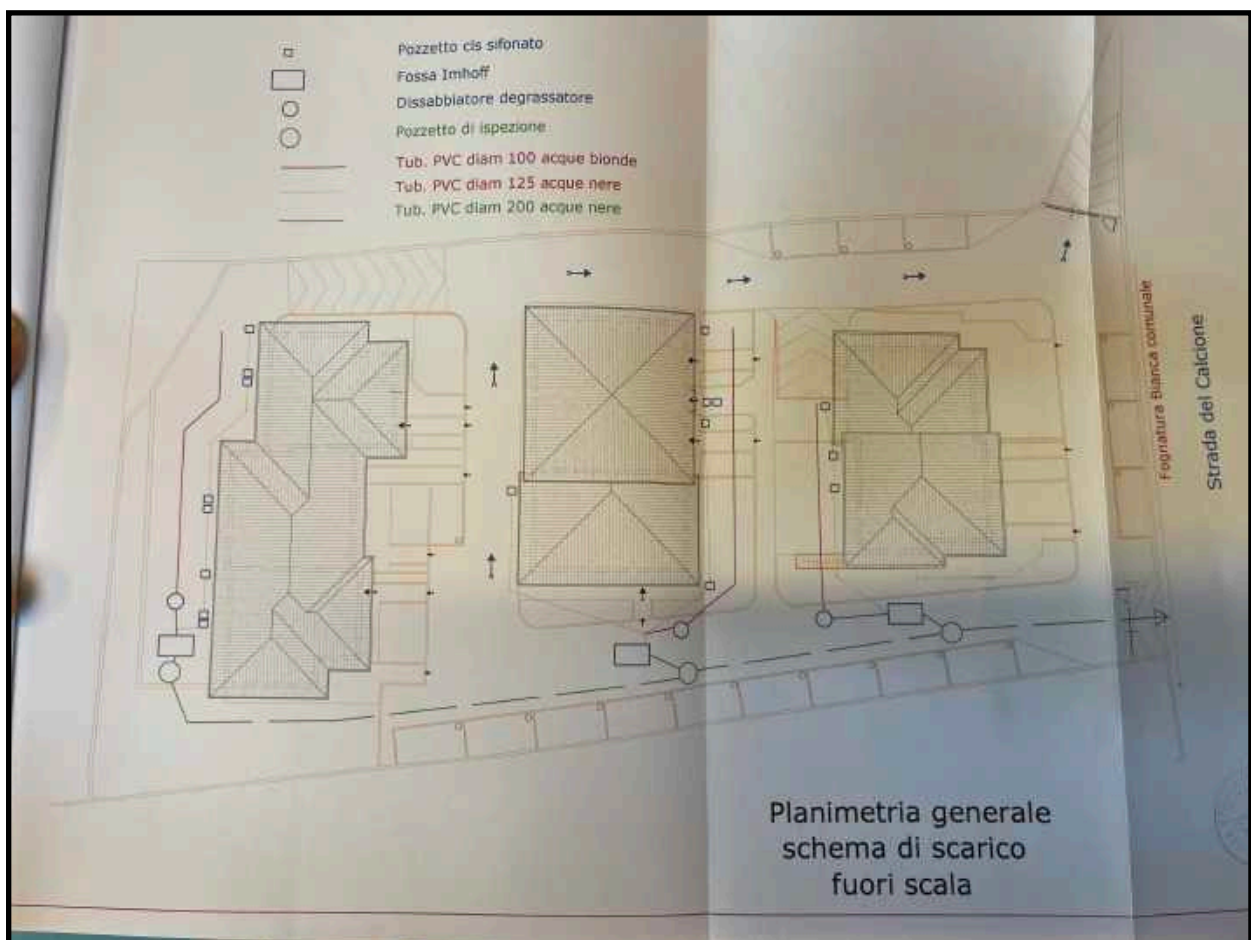 Pozzetto cls sifonato
Fossa Imhoff
Dissabbiatore degrassatore
Pozzetto di ispezione
Tub. PVC diam 100 acque bionde
Tub. PVC diam 125 acque nere
Tub. PVC diam 200 acque nere
Fognatura Bianca comunale
Strada del Calcione
Planimetria generale
schema di scarico
fuori scala